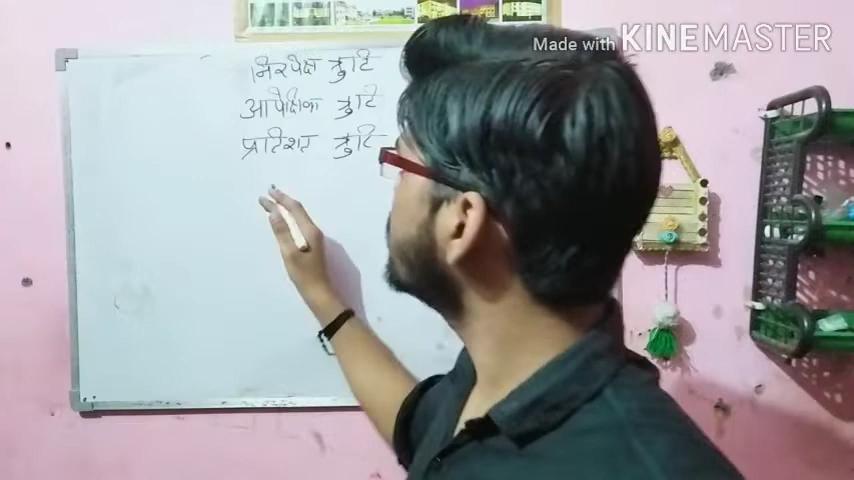 Made with KINEMASTER
निरपेक्ष त्रुटि
आपेक्षिक त्रुटि
प्रतिशत त्रुटि